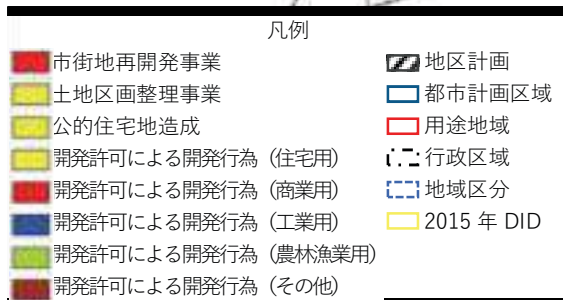 凡例
市街地再開発事業
土地区画整理事業
公的住宅地造成
開発許可による開発行為（住宅用）
開発許可による開発行為（商業用）
開発許可による開発行為（工業用）
開発許可による開発行為（農林漁業用）
開発許可による開発行為（その他）
地区計画
都市計画区域
用途地域
行政区域
地域区分
2015 年 DID